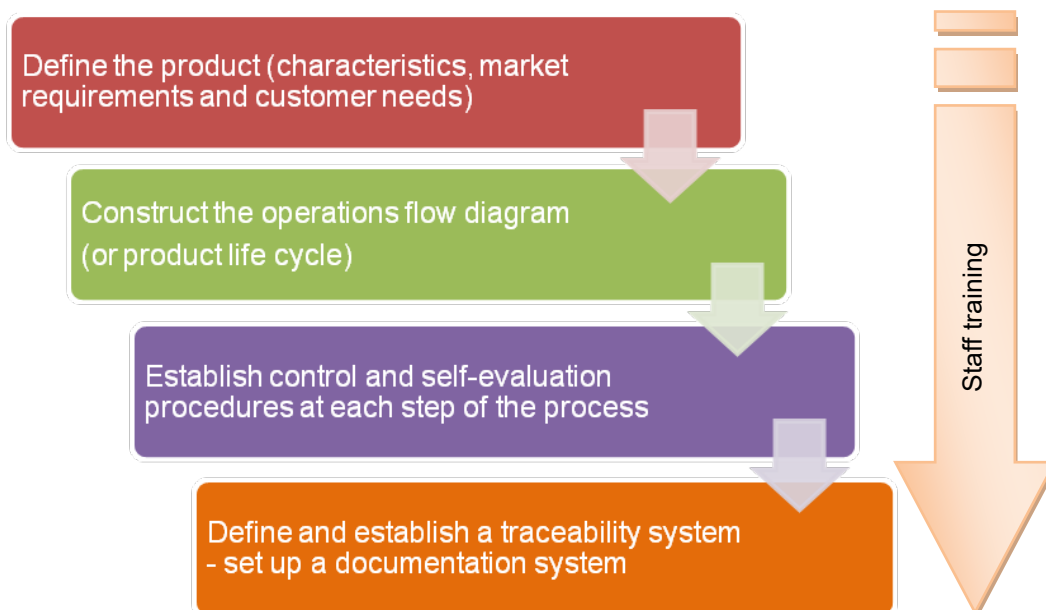 Define the product (characteristics, market
requirements and customer needs)
Construct the operations flow diagram
(or product life cycle)
Establish control and self-evaluation
procedures at each step of the process
Define and establish a traceability system
- set up a documentation system
Staff training